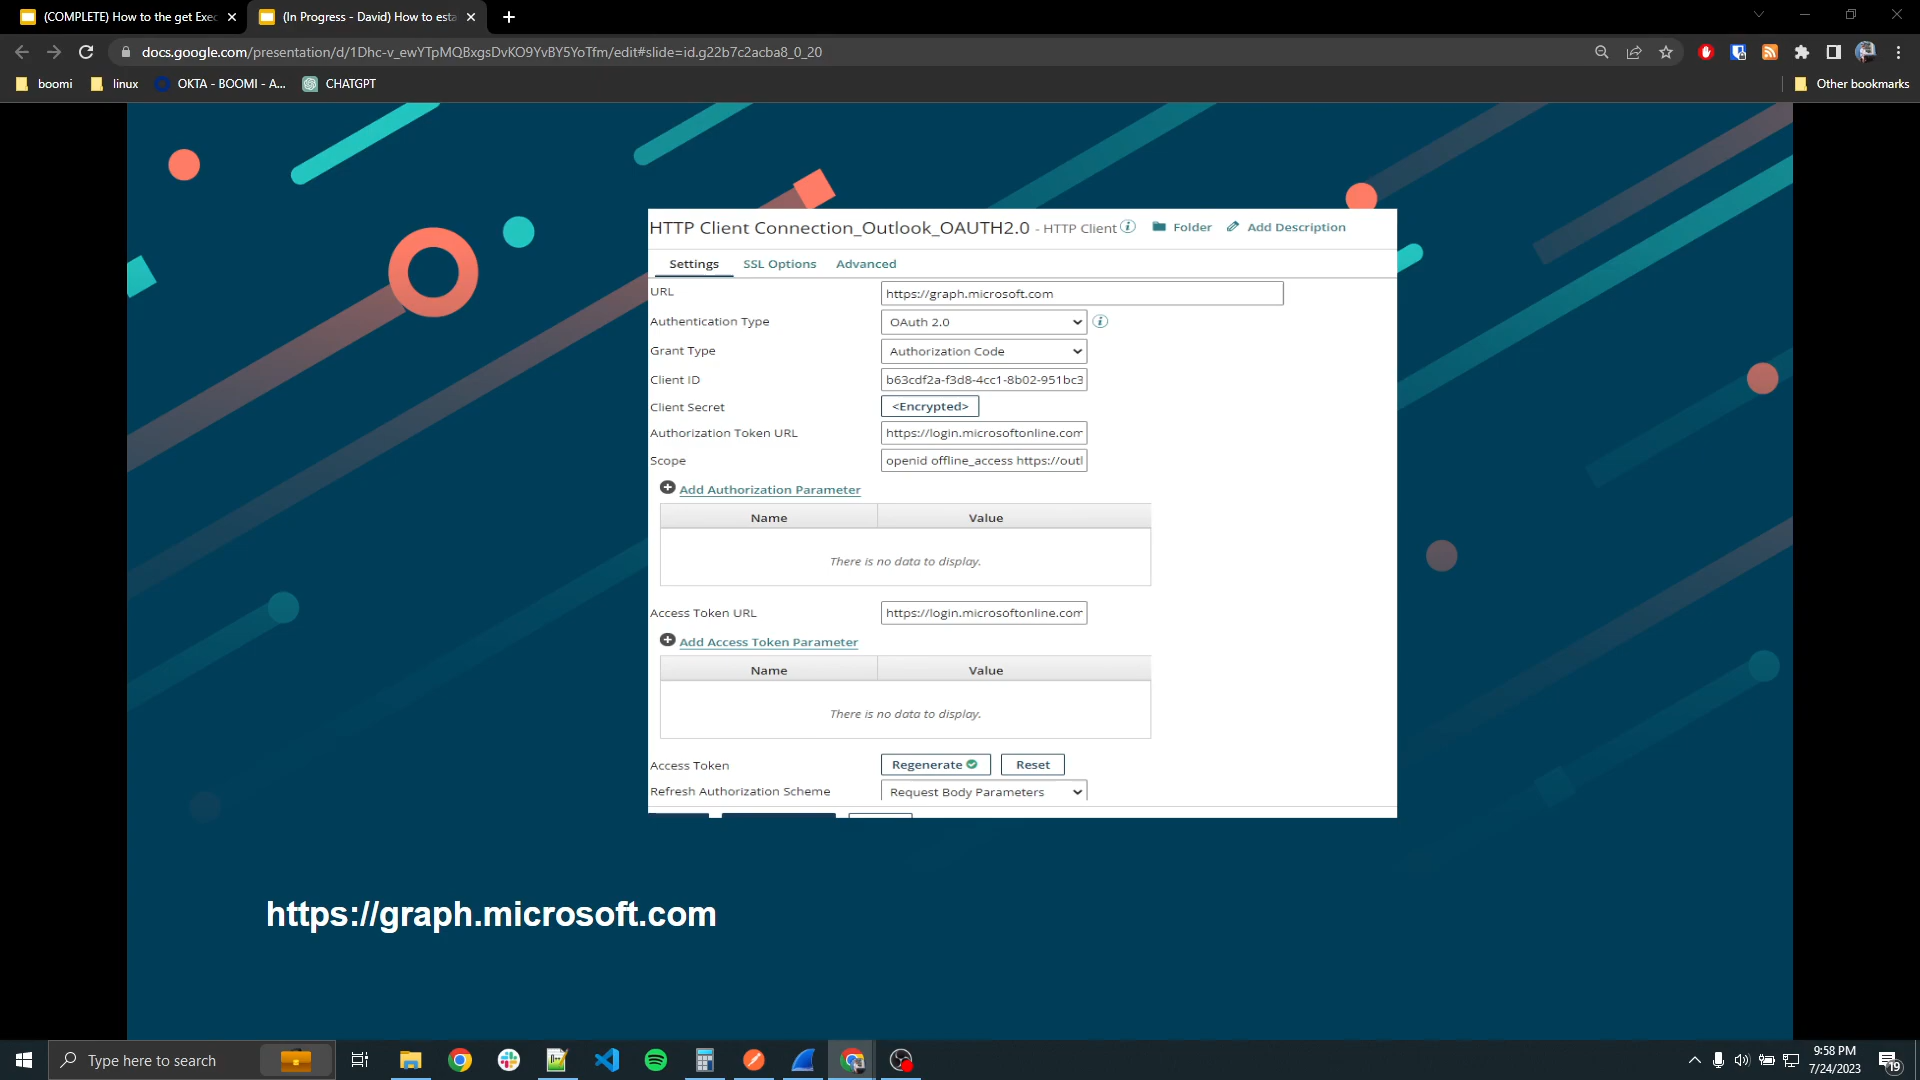 (COMPLETE) How to the get Exec
(In Progress - David) How to esta
docs.google.com/presentation/d/1Dhc-v_ewYTpMQBxgsDvKO9YvBY5YoTfm/edit#slide=id.g22b7c2acba8_0_20
boomi
linux
OKTA - BOOMI - A...
CHATGPT
Other bookmarks
HTTP Client Connection_Outlook_OAUTH2.0 - HTTP Client
Folder
Add Description
Settings
SSL Options
Advanced
URL
https://graph.microsoft.com
Authentication Type
OAuth 2.0
Grant Type
Authorization Code
Client ID
b63cdf2a-f3d8-4cc1-8b02-951bc3
Client Secret
<Encrypted>
Authorization Token URL
https://login.microsoftonline.com
Scope
openid offline_access https://outl
Add Authorization Parameter
Name
Value
There is no data to display.
Access Token URL
https://login.microsoftonline.com
Add Access Token Parameter
Name
Value
There is no data to display.
Access Token
Regenerate
Reset
Refresh Authorization Scheme
Request Body Parameters
https://graph.microsoft.com
Type here to search
9:58 PM
7/24/2023
19